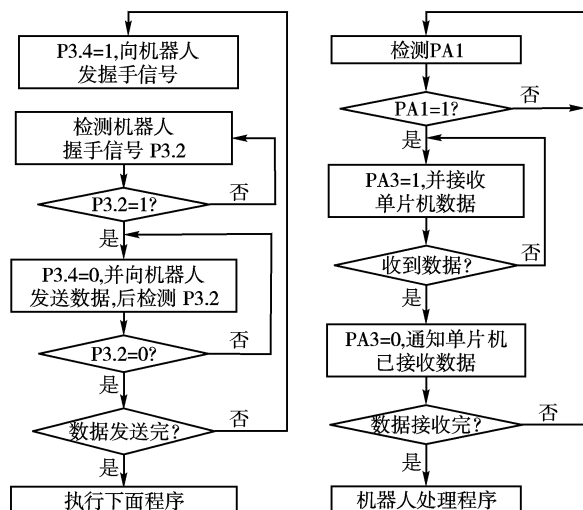 P3.4=1,向机器人
发握手信号
检测机器人
握手信号 P3.2
否
P3.2=1?
是
P3.4=0,并向机器人
发送数据,后检测 P3.2
P3.2=0?
否
是
数据发送完?
否
是
执行下面程序
检测PA1
PA1=1?
否
是
PA3=1,并接收
单片机数据
收到数据?
否
是
PA3=0,通知单片机
已接收数据
数据接收完?
否
是
机器人处理程序